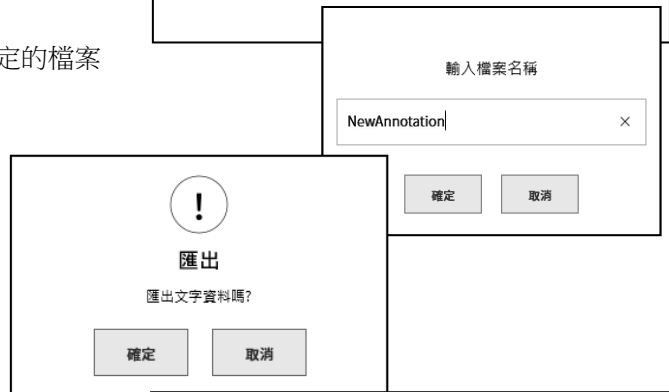 定的檔案
輸入檔案名稱
NewAnnotation
確定 取消
!
匯出
匯出文字資料嗎?
確定 取消